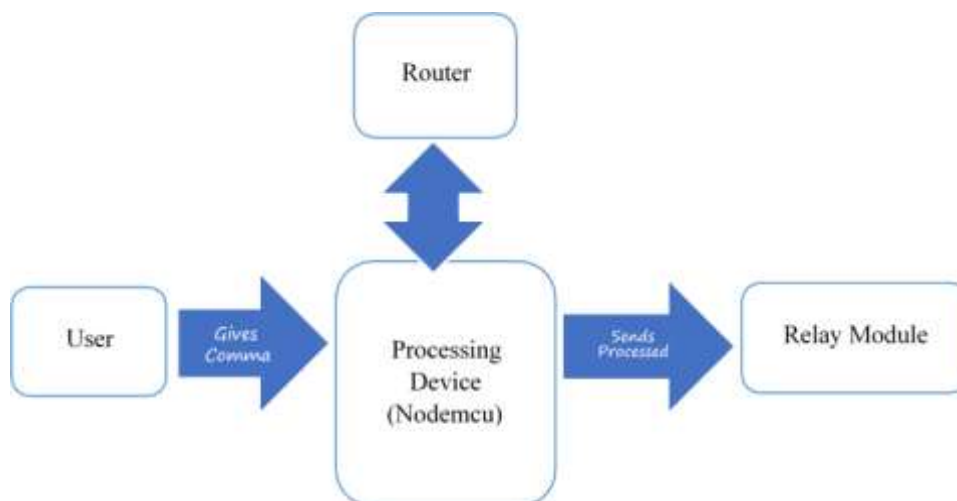 Router
User
Gives
Comma
Processing
Device
(Nodemcu)
Sends
Processed
Relay Module